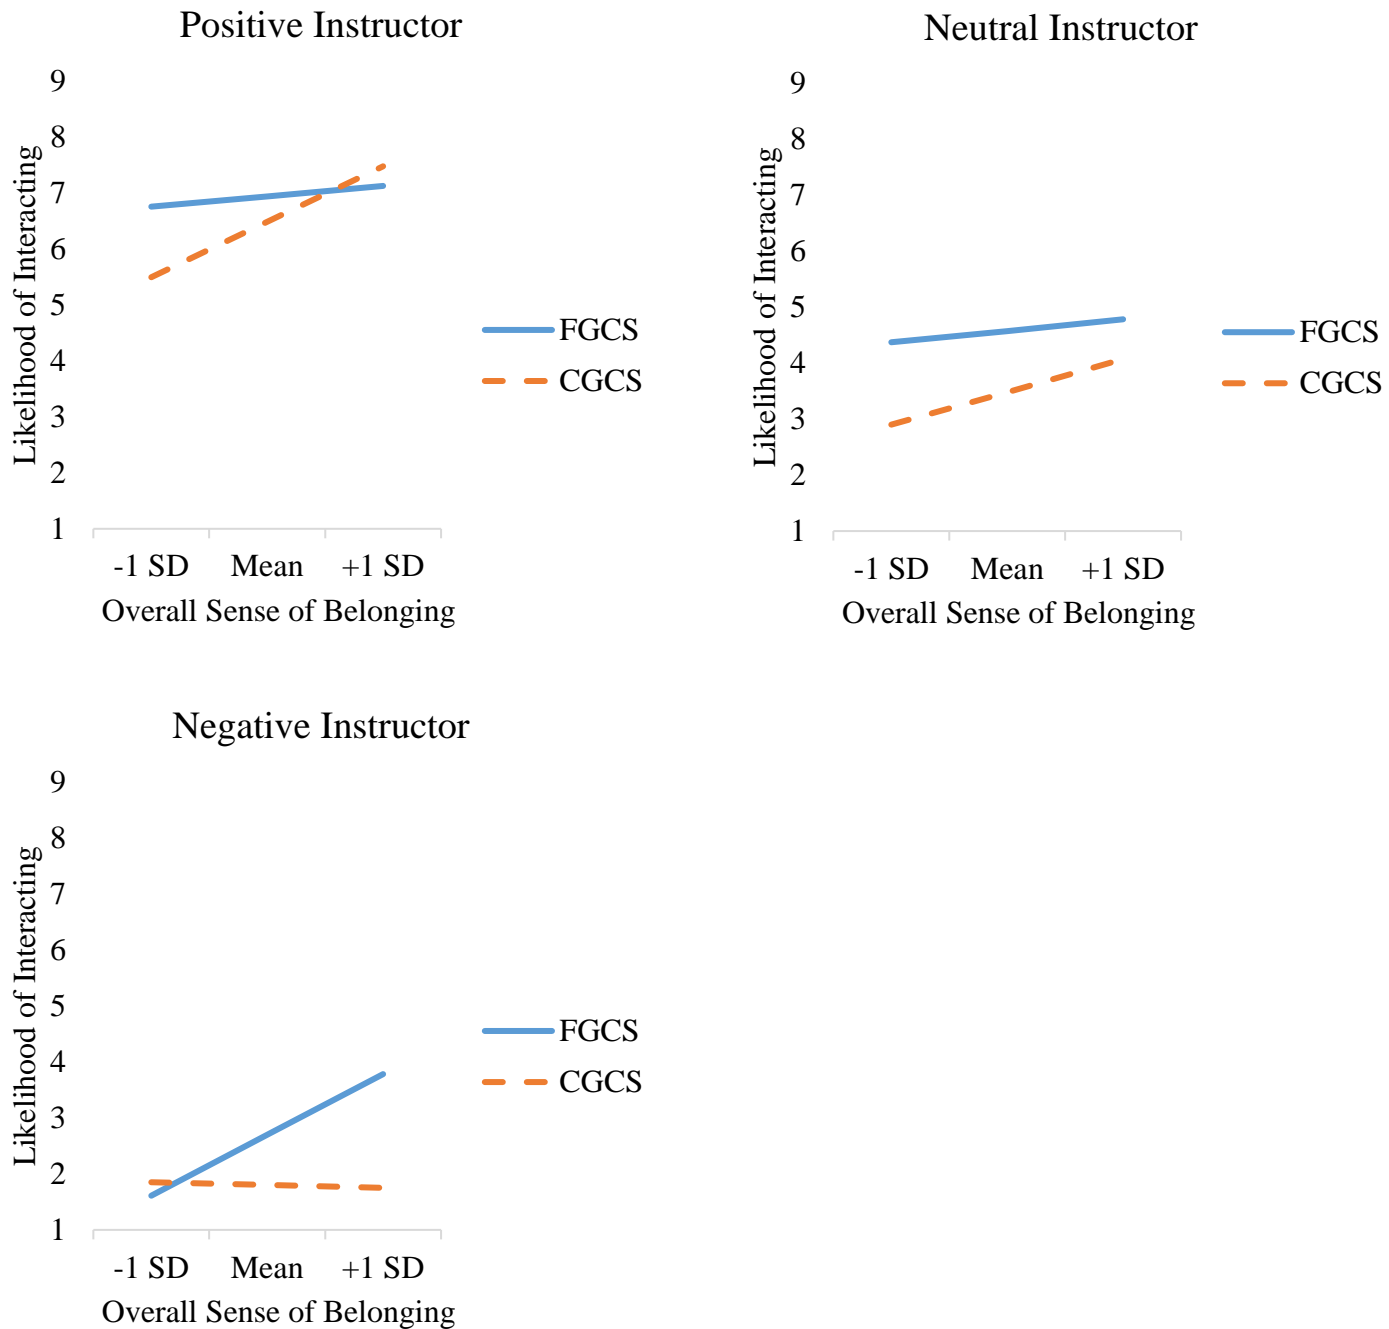 Positive Instructor
Likelihood of Interacting
9
8
7
6
5
4
3
2
1
-1 SD Mean +1 SD
Overall Sense of Belonging
FGCS
CGCS
Neutral Instructor
Likelihood of Interacting
9
8
7
6
5
4
3
2
1
-1 SD Mean +1 SD
Overall Sense of Belonging
FGCS
CGCS
Negative Instructor
Likelihood of Interacting
9
8
7
6
5
4
3
2
1
-1 SD Mean +1 SD
Overall Sense of Belonging
FGCS
CGCS